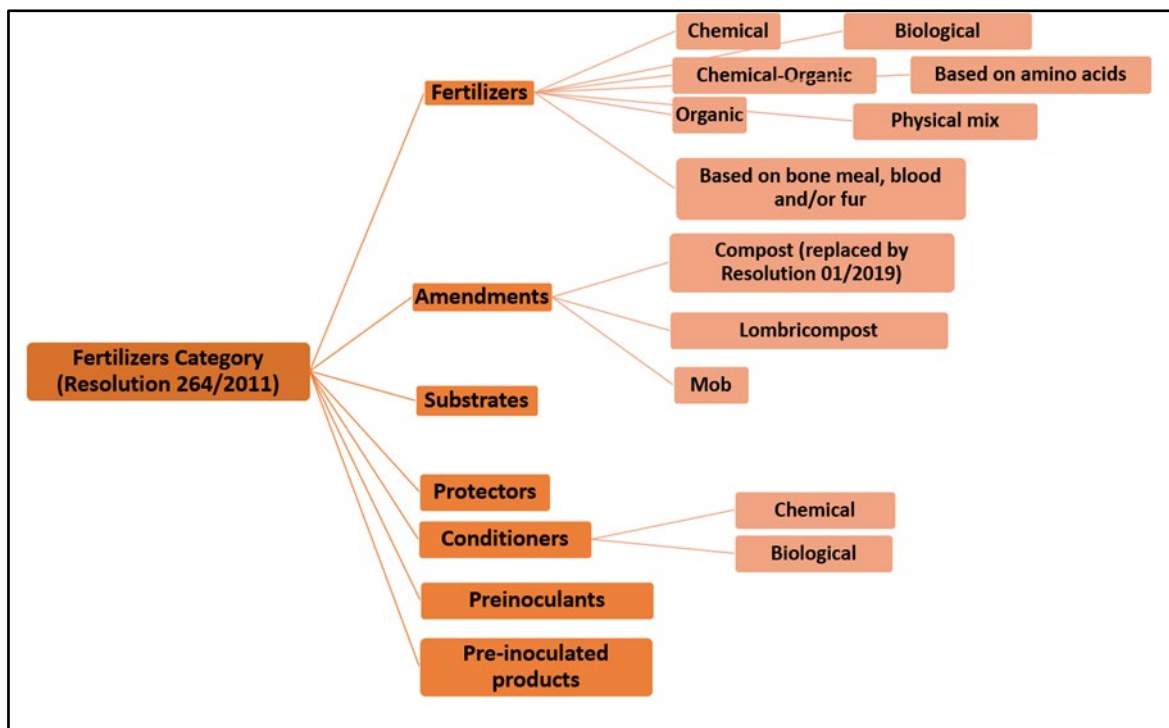 Chemical
Biological
Fertilizers
Chemical-Organic
Based on amino acids
Organic
Physical mix
Based on bone meal, blood
and/or fur
Compost (replaced by
Resolution 01/2019)
Amendments
Lombricompost
Fertilizers Category
(Resolution 264/2011)
Mob
Substrates
Protectors
Chemical
Conditioners
Biological
Preinoculants
Pre-inoculated
products